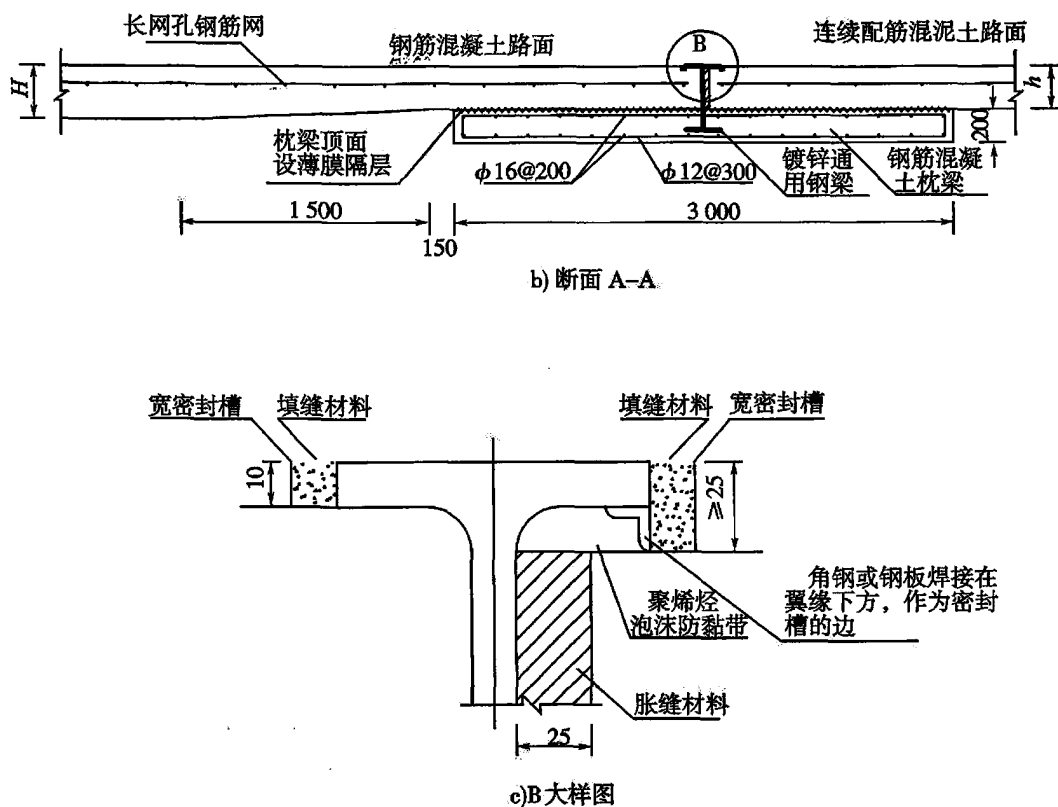 长网孔钢筋网
钢筋混凝土路面
B
连续配筋混泥土路面
H
h
200
枕梁顶面
设薄膜隔层
ϕ16@200
ϕ12@300
镀锌通
用钢梁
钢筋混凝
土枕梁
1 500
150
3 000
b) 断面 A–A
宽密封槽
填缝材料
填缝材料
宽密封槽
10
≥25
聚烯烃
泡沫防黏带
角钢或钢板焊接在
翼缘下方，作为密封
槽的边
胀缝材料
25
c)B大样图